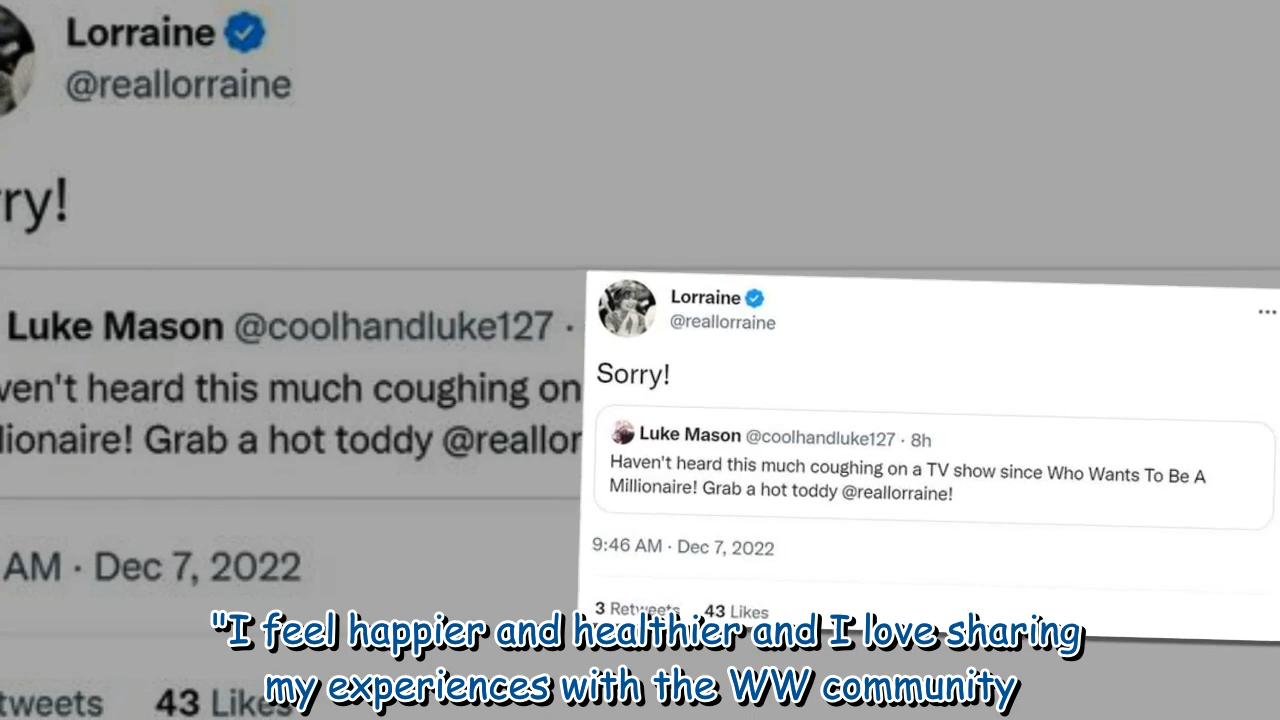 Lorraine
@reallorraine
rry!
Luke Mason @coolhandluke127 ·
ven't heard this much coughing on
lionaire! Grab a hot toddy @reallor
AM · Dec 7, 2022
tweets 43 Likes
Lorraine
@reallorraine
Sorry!
Luke Mason @coolhandluke127 · 8h
Haven't heard this much coughing on a TV show since Who Wants To Be A
Millionaire! Grab a hot toddy @reallorraine!
9:46 AM · Dec 7, 2022
3 Retweets 43 Likes
"I feel happier and healthier and I love sharing
my experiences with the WW community